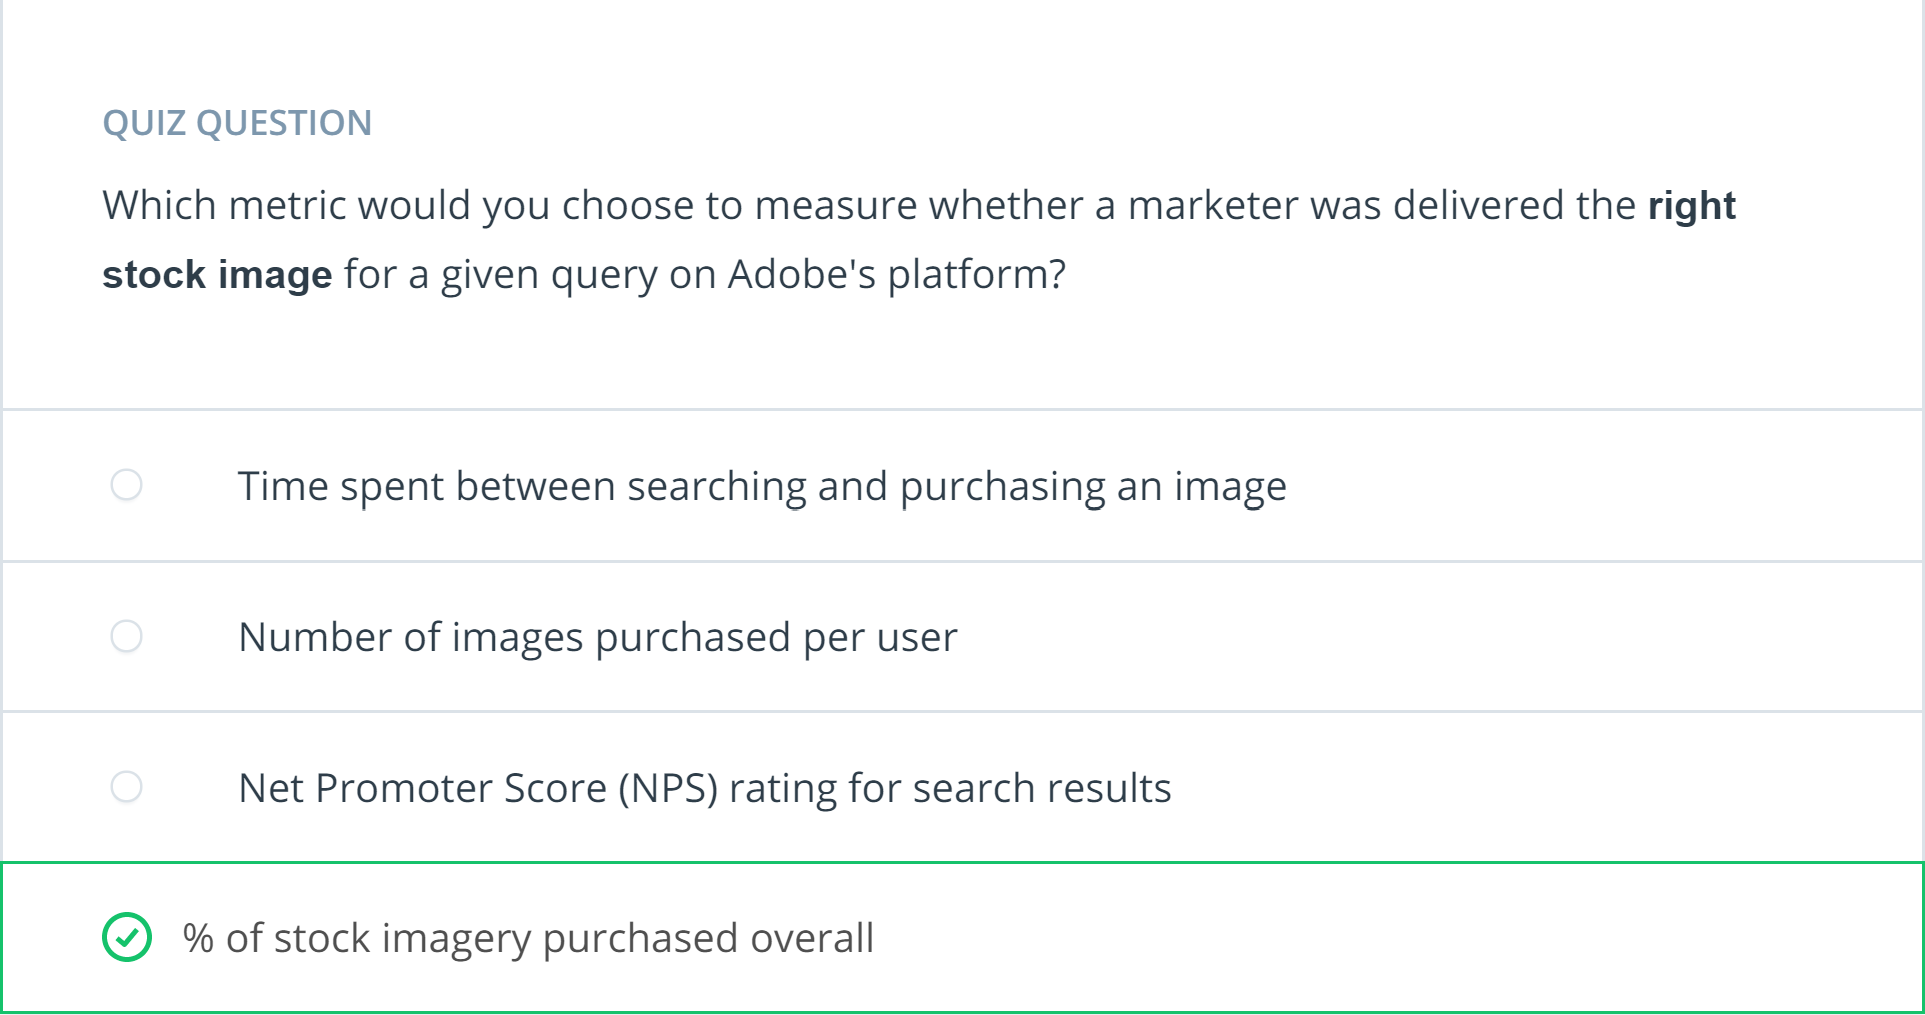 QUIZ QUESTION
Which metric would you choose to measure whether a marketer was delivered the right
stock image for a given query on Adobe's platform?
Time spent between searching and purchasing an image
Number of images purchased per user
Net Promoter Score (NPS) rating for search results
% of stock imagery purchased overall